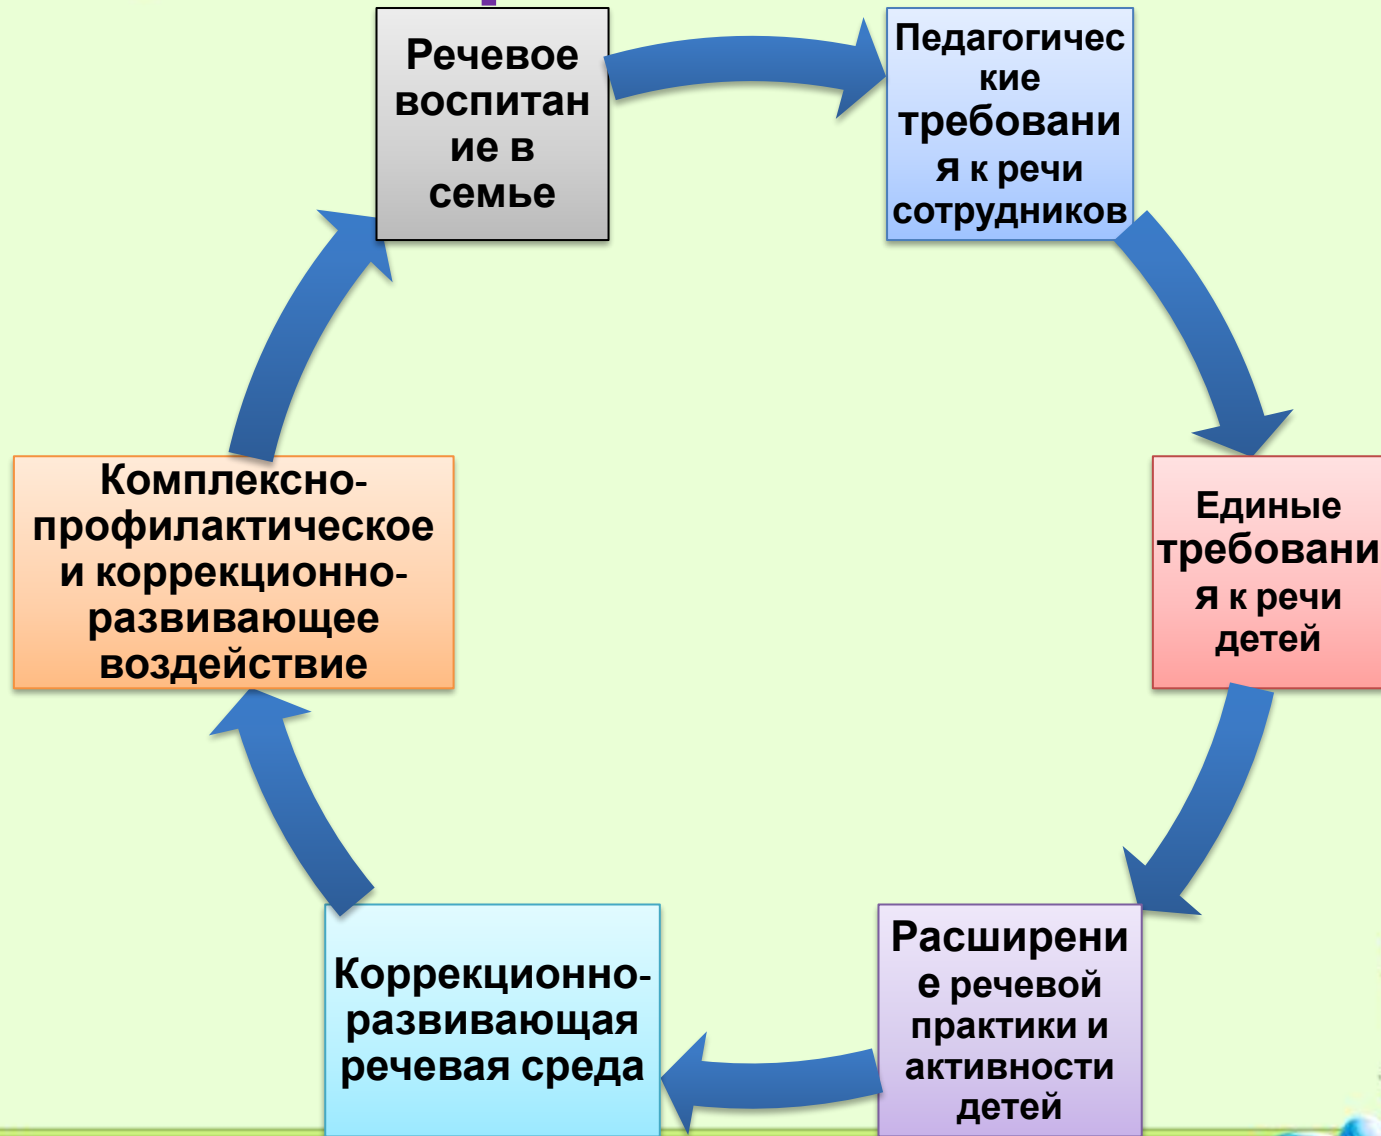 Речевое
воспитан
ие в
семье
Педагогичес
кие
требовани
я к речи
сотрудников
Единые
требовани
я к речи
детей
Расширени
е речевой
практики и
активности
детей
Коррекционно-
развивающая
речевая среда
Комплексно-
профилактическое
и коррекционно-
развивающее
воздействие